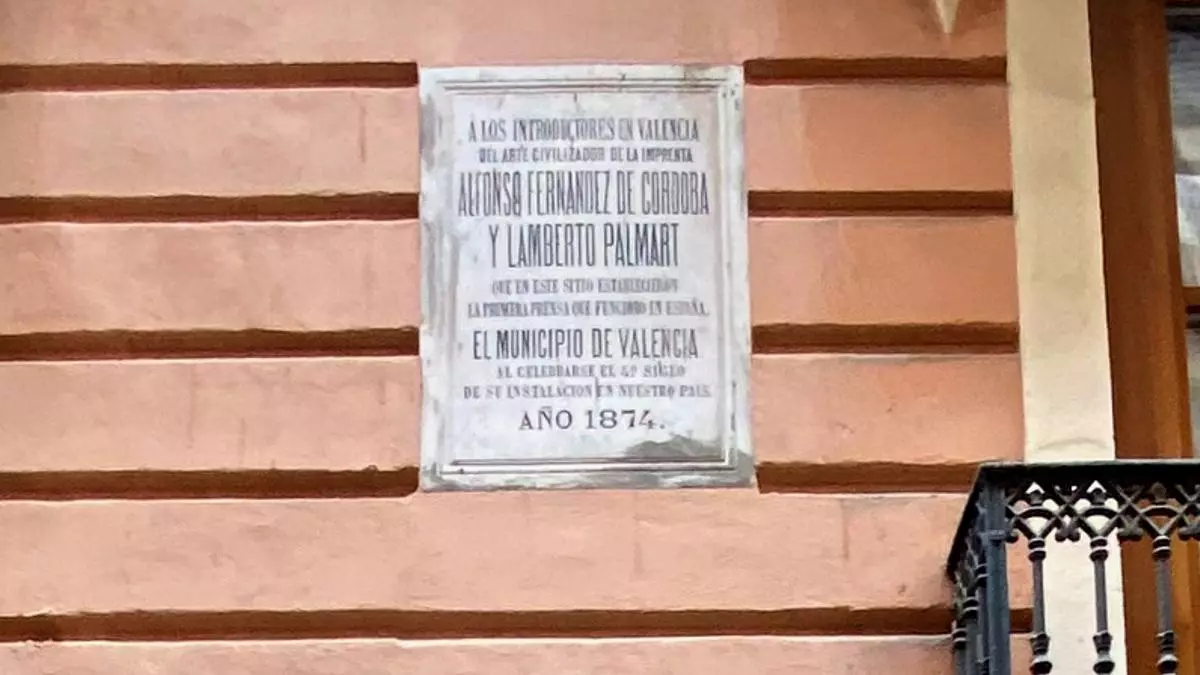 A LOS INTRODUCTORES EN VALENCIA
DEL ARTE CIVILIZADOR DE LA IMPRENTA
ALFONSO FERNANDEZ DE CORDOBA
Y LAMBERTO PALMART
QUE EN ESTE SITIO ESTABLECIERON
LA PRIMERA PRENSA QUE FUNCIONO EN ESPAÑA.
EL MUNICIPIO DE VALENCIA
AL CELEBRARSE EL 4º SIGLO
DE SU INSTALACION EN NUESTRO PAIS.
AÑO 1874.